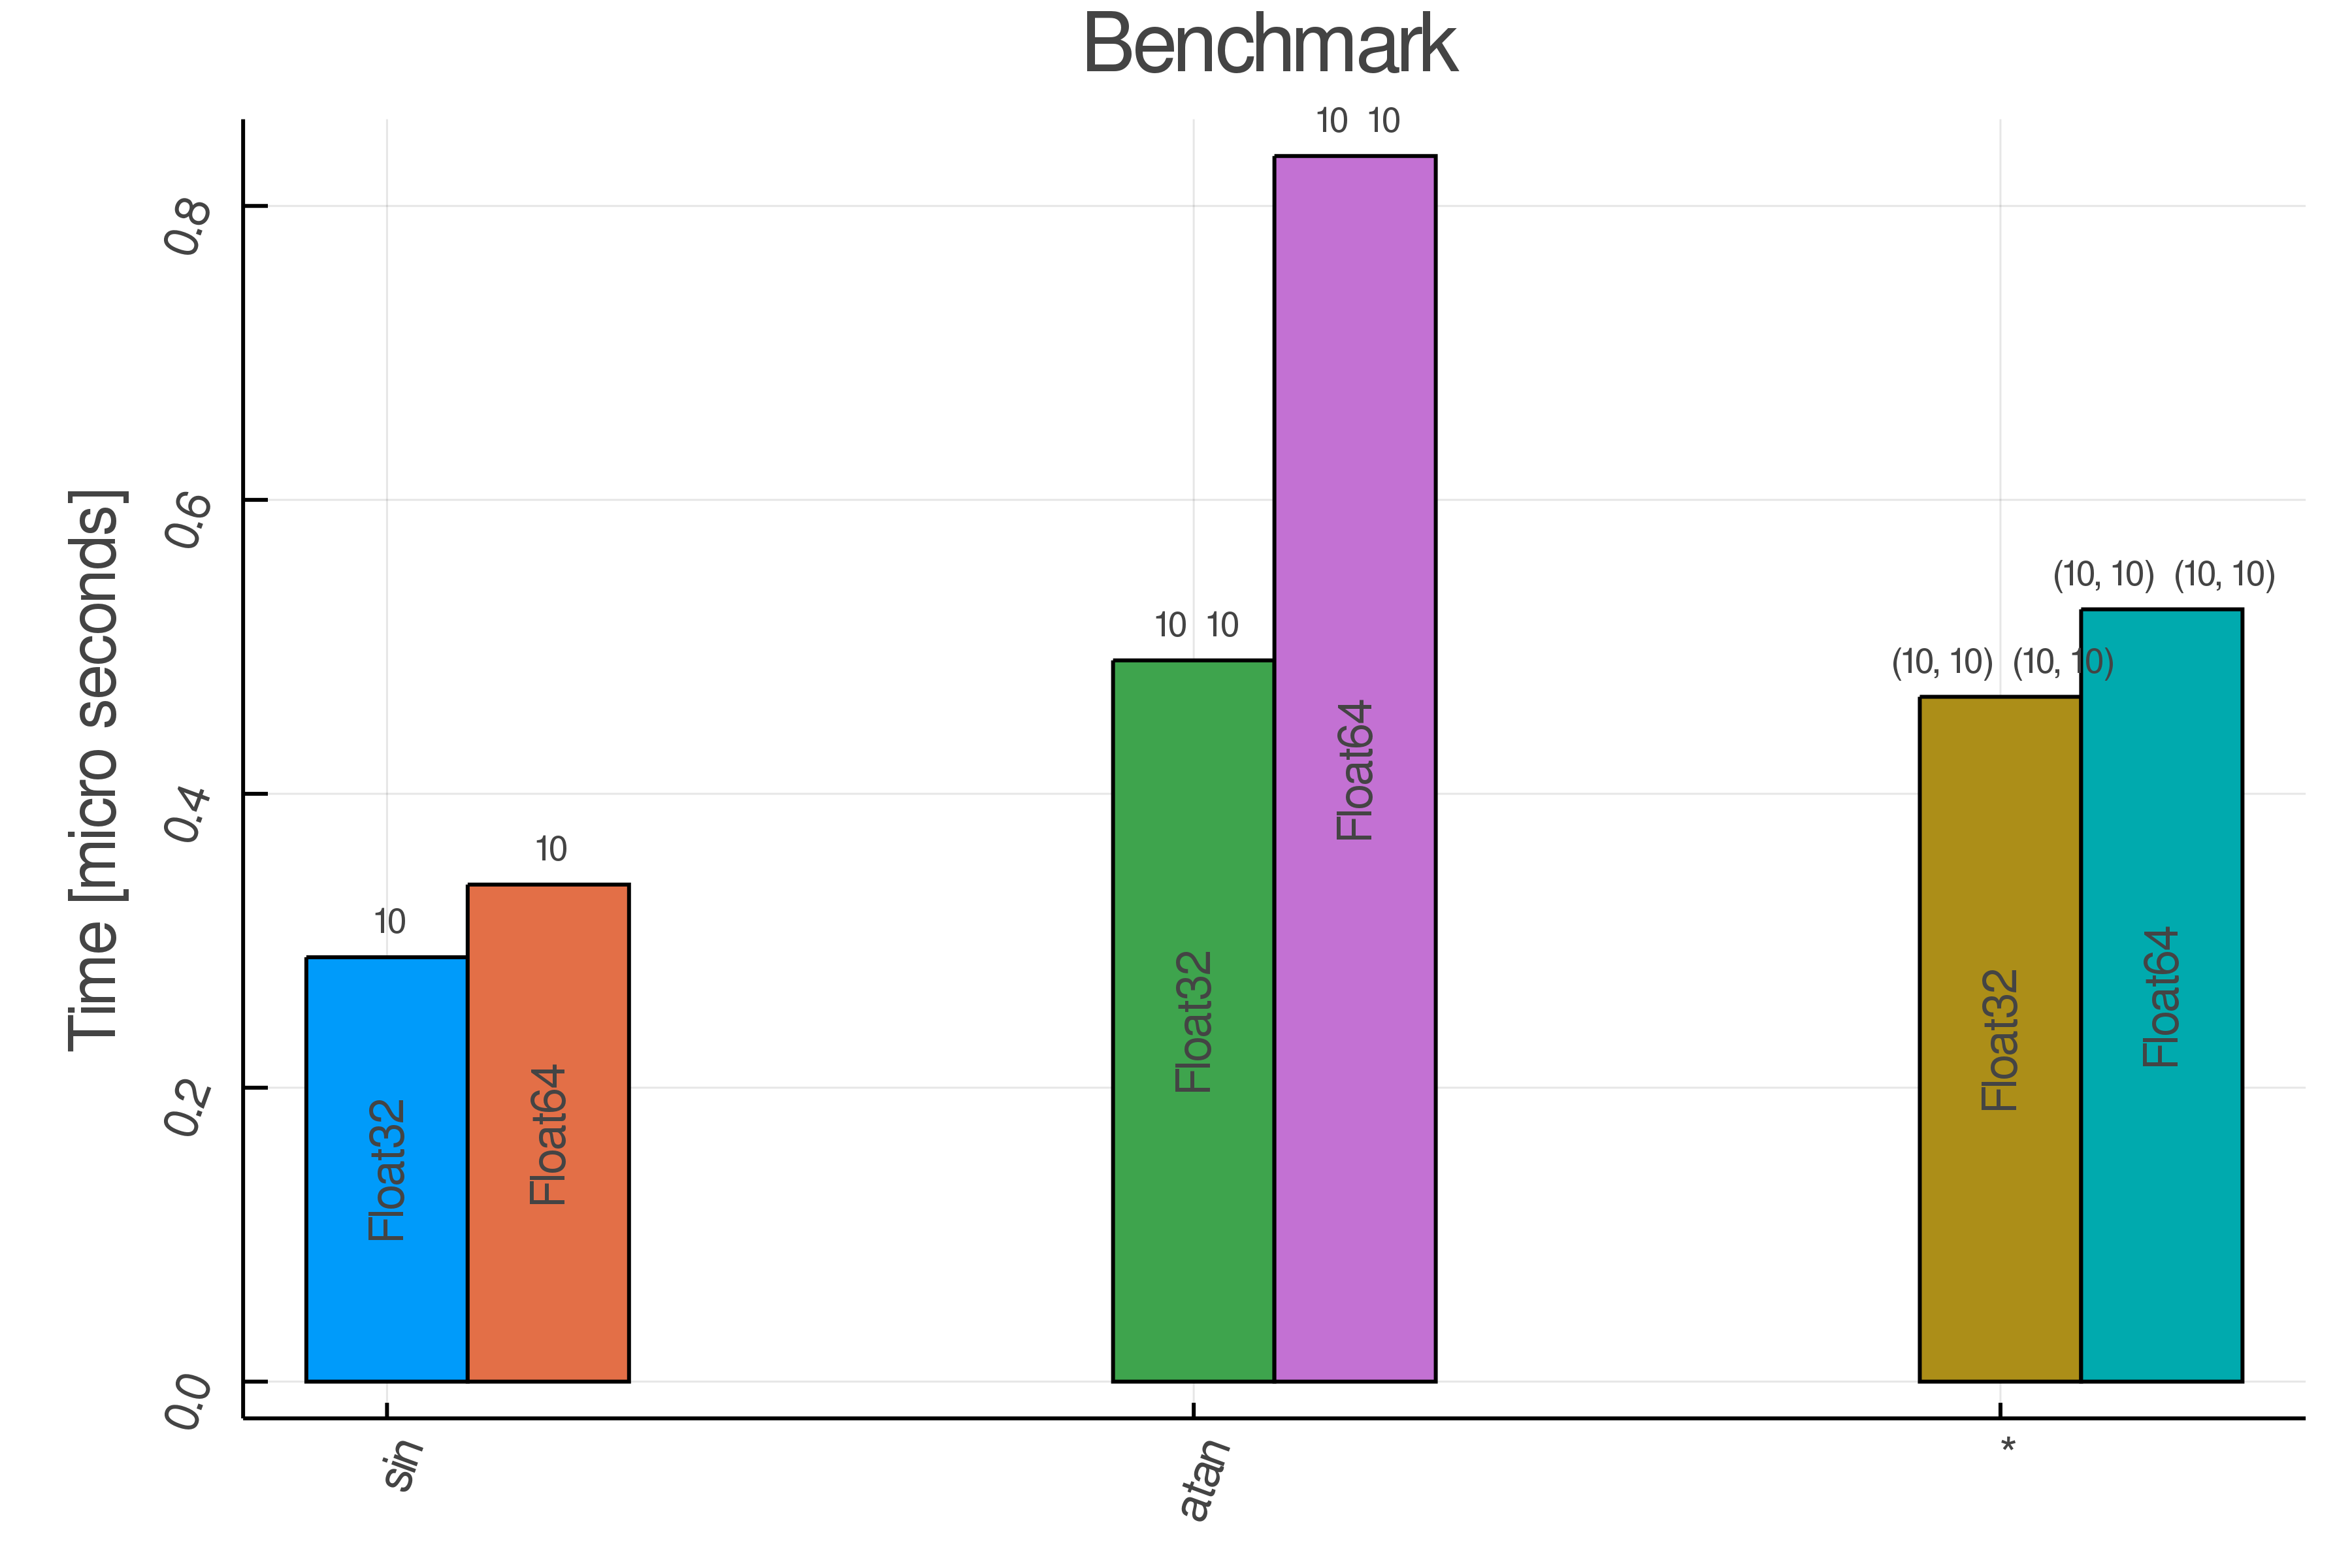 Benchmark
Time [micro seconds]
0.8
0.6
0.4
0.2
0.0
10
Float32
10
Float64
10 10
Float32
10 10
Float64
(10, 10) (10, 10)
Float32
(10, 10) (10, 10)
Float64
sin
atan
*